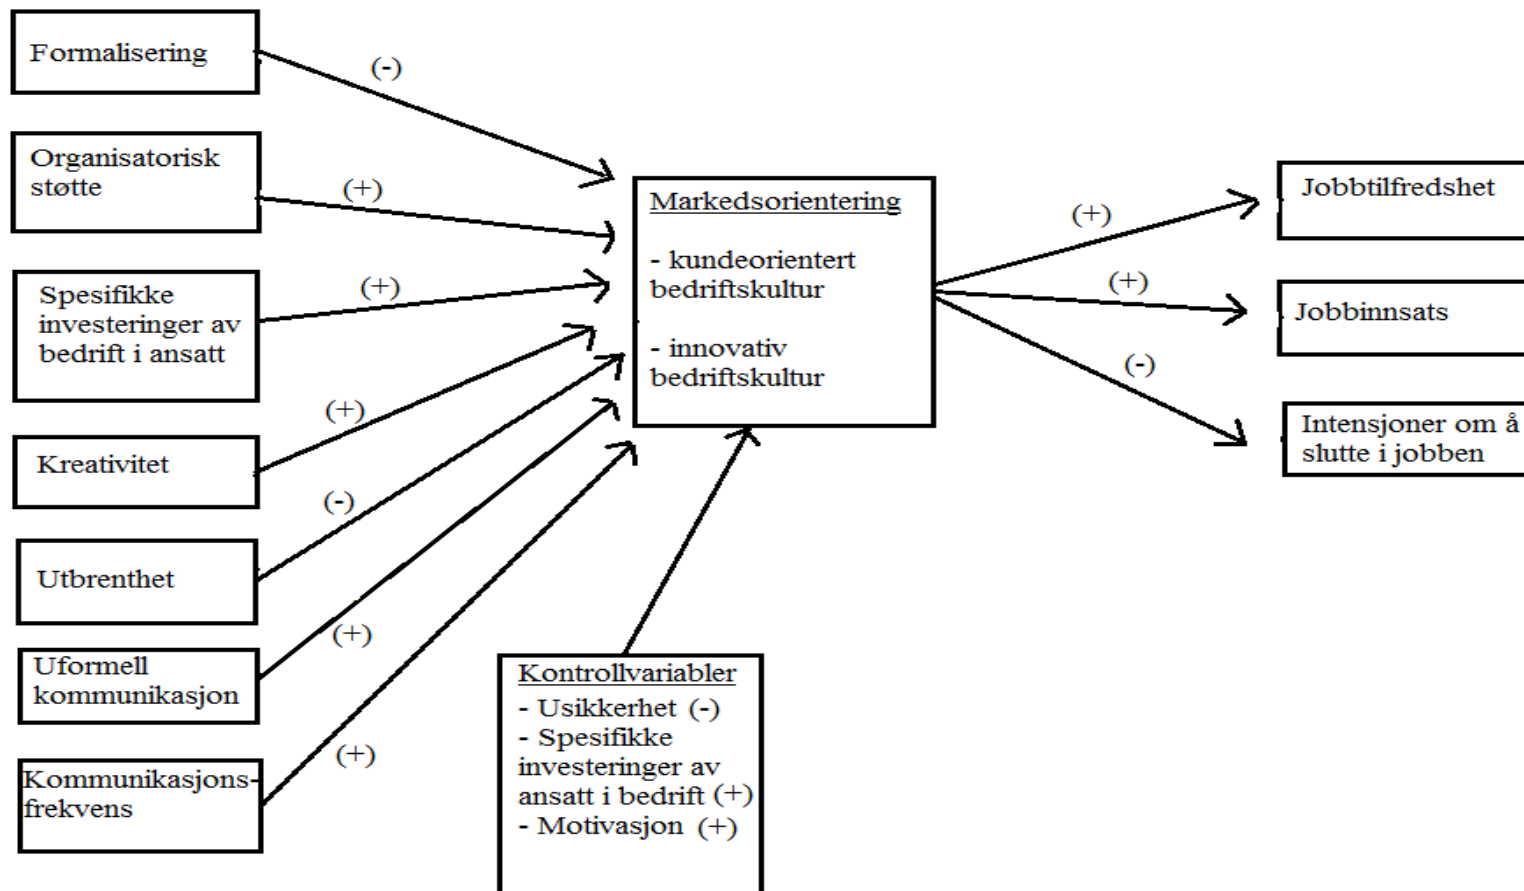 Formalisering
(-)
Organisatorisk
støtte
(+)
Spesifikke
investeringer av
bedrift i ansatt
(+)
Kreativitet
(+)
Utbrenthet
(-)
Uformell
kommunikasjon
(+)
Kommunikasjons-
frekvens
(+)
Markedsorientering
- kundeorientert
bedriftskultur
- innovativ
bedriftskultur
Kontrollvariabler
- Usikkerhet (-)
- Spesifikke
investeringer av
ansatt i bedrift (+)
- Motivasjon (+)
(+)
Jobbtilfredshet
(+)
Jobbinnsats
(-)
Intensjoner om å
slutte i jobben